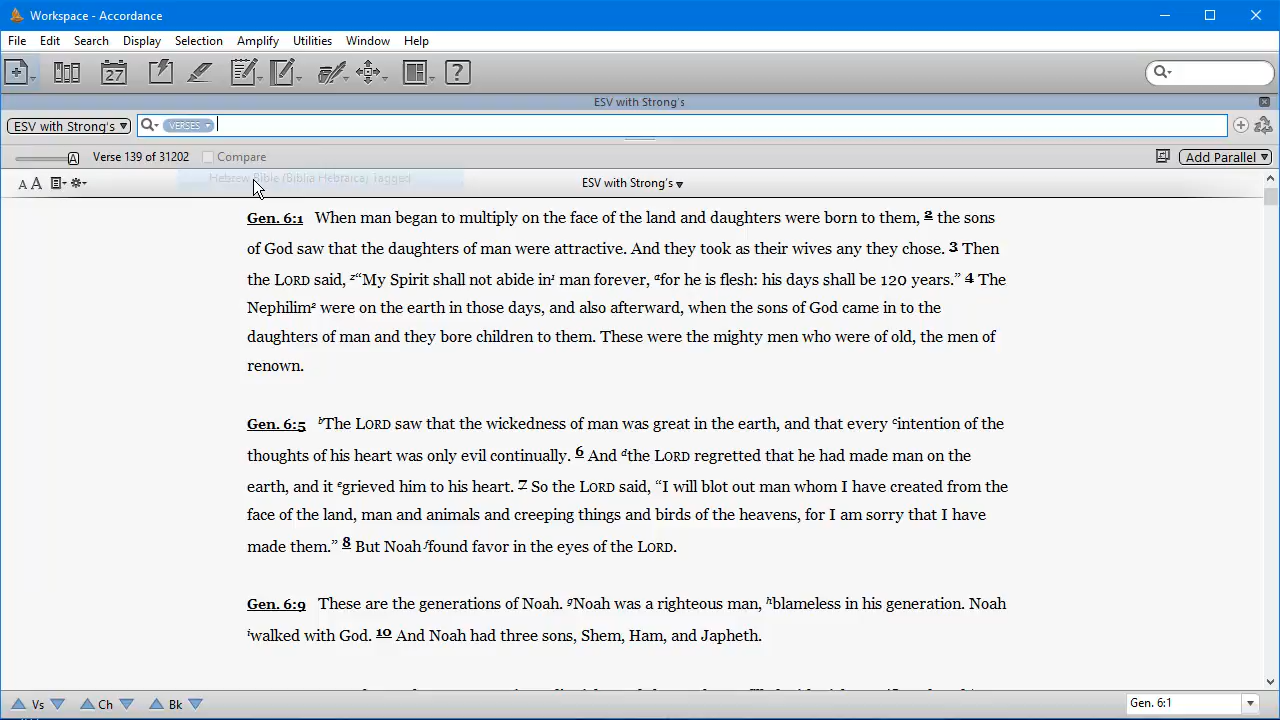 Workspace - Accordance
File Edit Search Display Selection Amplify Utilities Window Help
27
ESV with Strong's
ESV with Strong's VERSES
Verse 139 of 31202 Compare Add Parallel
Hebrew Bible (Biblia Hebraica) Tagged
A A ESV with Strong's
Gen. 6:1 When man began to multiply on the face of the land and daughters were born to them, 2 the sons
of God saw that the daughters of man were attractive. And they took as their wives any they chose. 3 Then
the LORD said, z“My Spirit shall not abide in1 man forever, afor he is flesh: his days shall be 120 years.” 4 The
Nephilim2 were on the earth in those days, and also afterward, when the sons of God came in to the
daughters of man and they bore children to them. These were the mighty men who were of old, the men of
renown.
Gen. 6:5 bThe LORD saw that the wickedness of man was great in the earth, and that every cintention of the
thoughts of his heart was only evil continually. 6 And dthe LORD regretted that he had made man on the
earth, and it egrieved him to his heart. 7 So the LORD said, “I will blot out man whom I have created from the
face of the land, man and animals and creeping things and birds of the heavens, for I am sorry that I have
made them.” 8 But Noah ffound favor in the eyes of the LORD.
Gen. 6:9 These are the generations of Noah. gNoah was a righteous man, hblameless in his generation. Noah
iwalked with God. 10 And Noah had three sons, Shem, Ham, and Japheth.
Vs Ch Bk Gen. 6:1